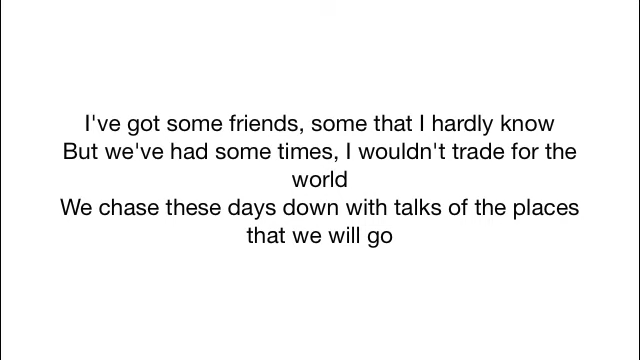 I've got some friends, some that I hardly know
But we've had some times, I wouldn't trade for the
world
We chase these days down with talks of the places
that we will go